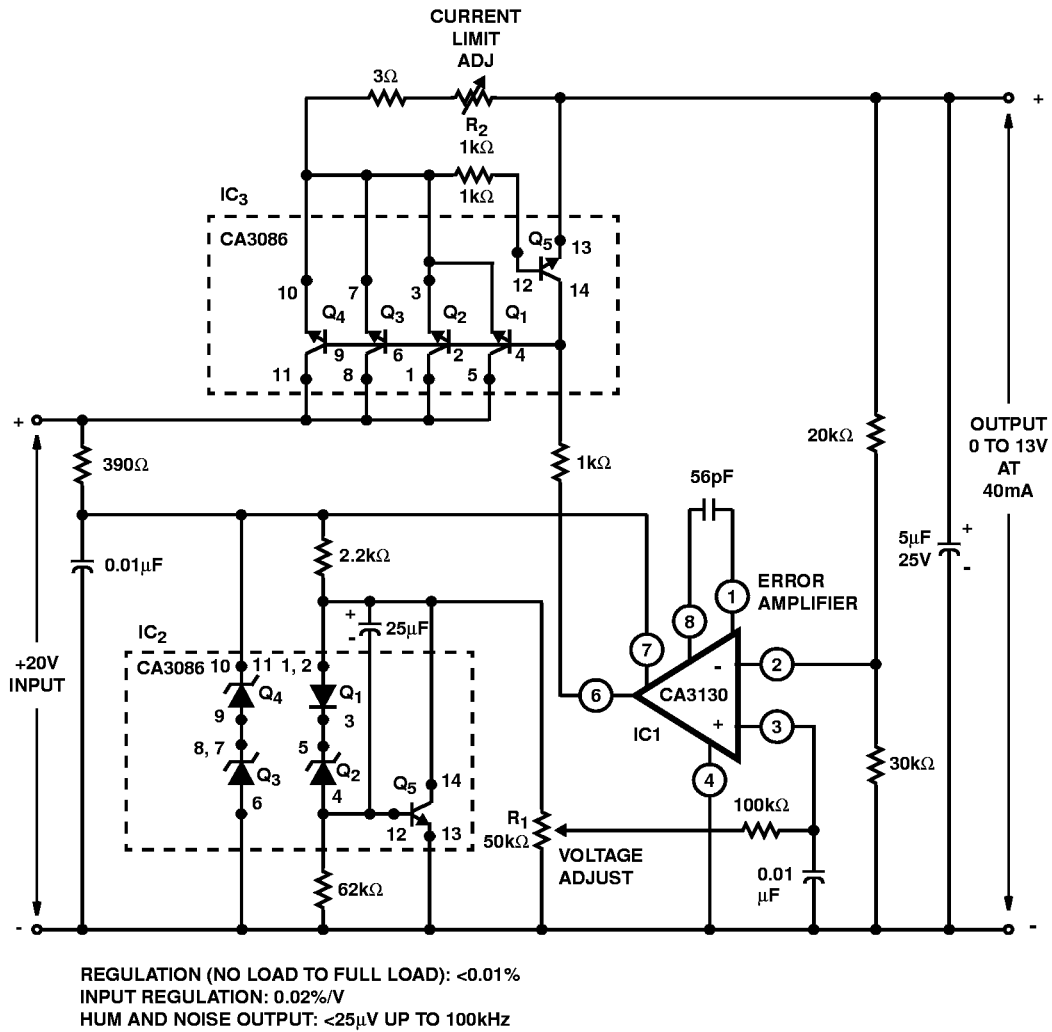 CURRENT
LIMIT
ADJ
3Ω
R2
1kΩ
1kΩ
+
IC3
CA3086
Q5
13
12
14
10
7
3
Q4
Q3
Q2
Q1
9
6
2
4
11
8
1
5
+
390Ω
1kΩ
20kΩ
OUTPUT
0 TO 13V
AT
40mA
56pF
0.01μF
2.2kΩ
5μF
25V
+
-
ERROR
AMPLIFIER
1
8
7
+
-
25μF
IC2
CA3086
+20V
INPUT
10
11
1, 2
Q4
Q1
9
3
8, 7
5
Q3
Q2
6
4
Q5
14
12
13
6
CA3130
-
+
2
3
IC1
4
30kΩ
R1
50kΩ
100kΩ
VOLTAGE
ADJUST
62kΩ
0.01
μF
-
-
REGULATION (NO LOAD TO FULL LOAD): <0.01%
INPUT REGULATION: 0.02%/V
HUM AND NOISE OUTPUT: <25μV UP TO 100kHz